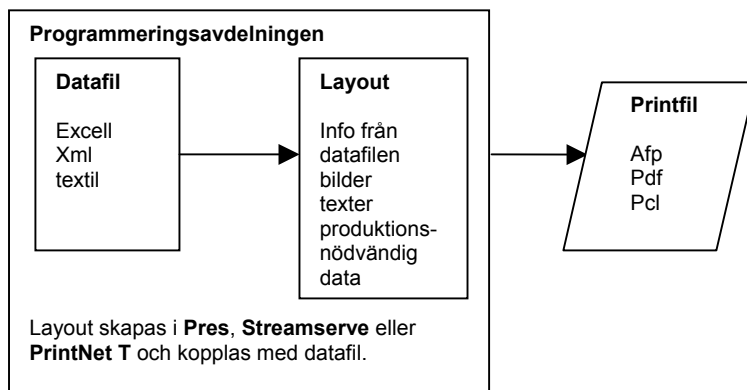 Programmeringsavdelningen
Datafil
Excell
Xml
textil
Layout
Info från
datafilen
bilder
texter
produktions-
nödvändig
data
Printfil
Afp
Pdf
Pcl
Layout skapas i Pres, Streamserve eller
PrintNet T och kopplas med datafil.